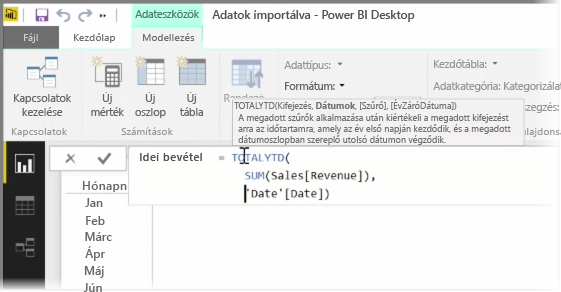 Adateszközök
Adatok importálva - Power BI Desktop
Fájl
Kezdőlap
Modellezés
Kapcsolatok kezelése
Kapcsolatok
Új mérték
Új oszlop
Új tábla
Számítások
Rendező
Adattípus:
Formátum:
Kezdőtábla:
Adatkategória: Kategorizálat
TOTALYTD(Kifejezés, Dátumok, [Szűrő], [ÉvZáróDátuma])
A megadott szűrők alkalmazása után kiértékeli a megadott kifejezést
arra az időtartamra, amely az év első napján kezdődik, és a megadott
dátumoszlopban szereplő utolsó dátumon végződik.
Idei bevétel = TOTALYTD(
SUM(Sales[Revenue]),
'Date'[Date])
Hónapn
Jan
Feb
Márc
Ápr
Máj
Jún